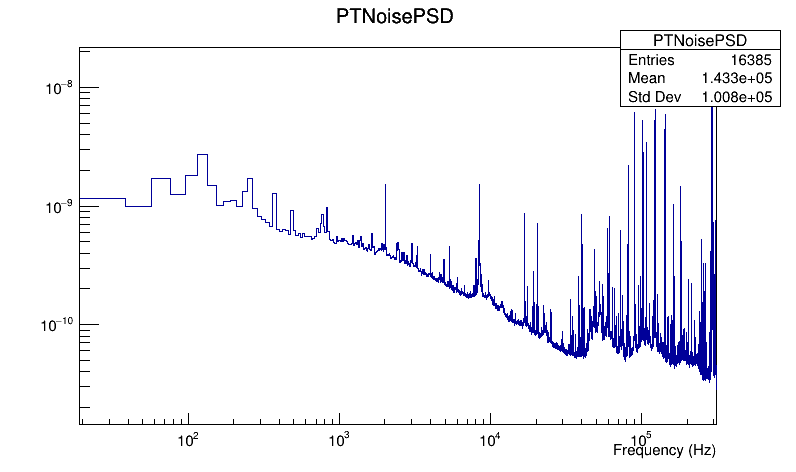 PTNoisePSD
PTNoisePSD
Entries 16385
Mean 1.433e+05
Std Dev 1.008e+05
10⁻⁸
10⁻⁹
10⁻¹⁰
10² 10³ 10⁴ 10⁵
Frequency (Hz)